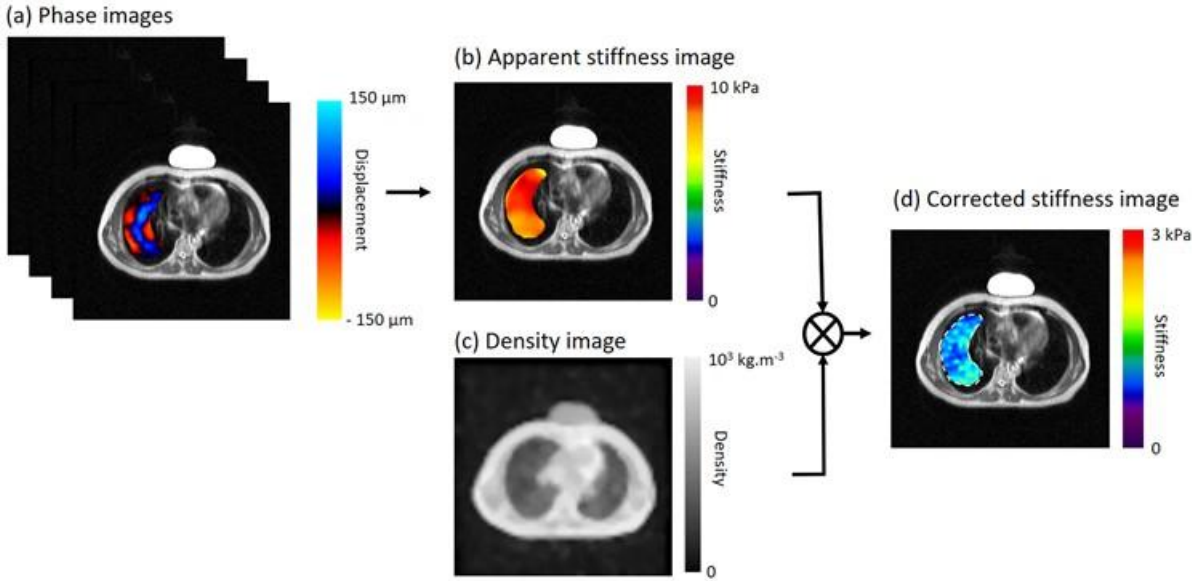 (a) Phase images
150 µm
Displacement
- 150 µm
(b) Apparent stiffness image
10 kPa
Stiffness
0
(c) Density image
10³ kg.m⁻³
Density
0
(d) Corrected stiffness image
3 kPa
Stiffness
0